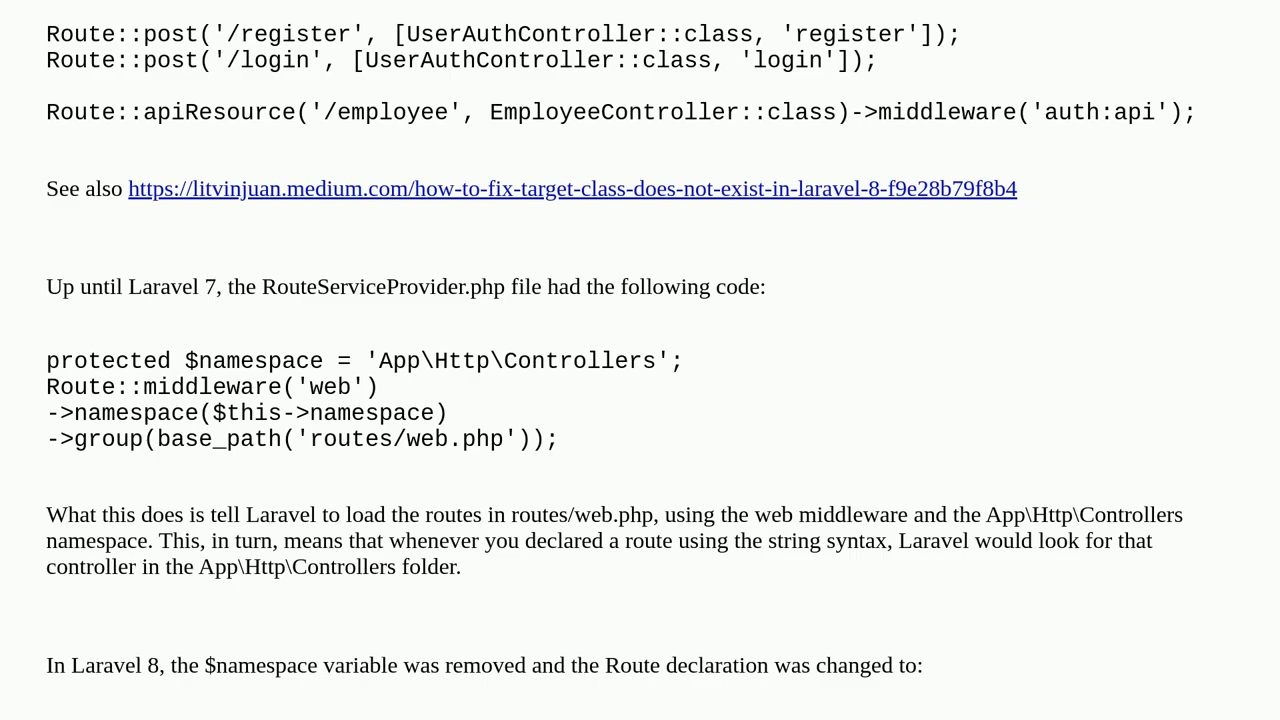 Route::post('/register', [UserAuthController::class, 'register']);
Route::post('/login', [UserAuthController::class, 'login']);
Route::apiResource('/employee', EmployeeController::class)->middleware('auth:api');
See also https://litvinjuan.medium.com/how-to-fix-target-class-does-not-exist-in-laravel-8-f9e28b79f8b4
Up until Laravel 7, the RouteServiceProvider.php file had the following code:
protected $namespace = 'App\Http\Controllers';
Route::middleware('web')
->namespace($this->namespace)
->group(base_path('routes/web.php'));
What this does is tell Laravel to load the routes in routes/web.php, using the web middleware and the App\Http\Controllers
namespace. This, in turn, means that whenever you declared a route using the string syntax, Laravel would look for that
controller in the App\Http\Controllers folder.
In Laravel 8, the $namespace variable was removed and the Route declaration was changed to: